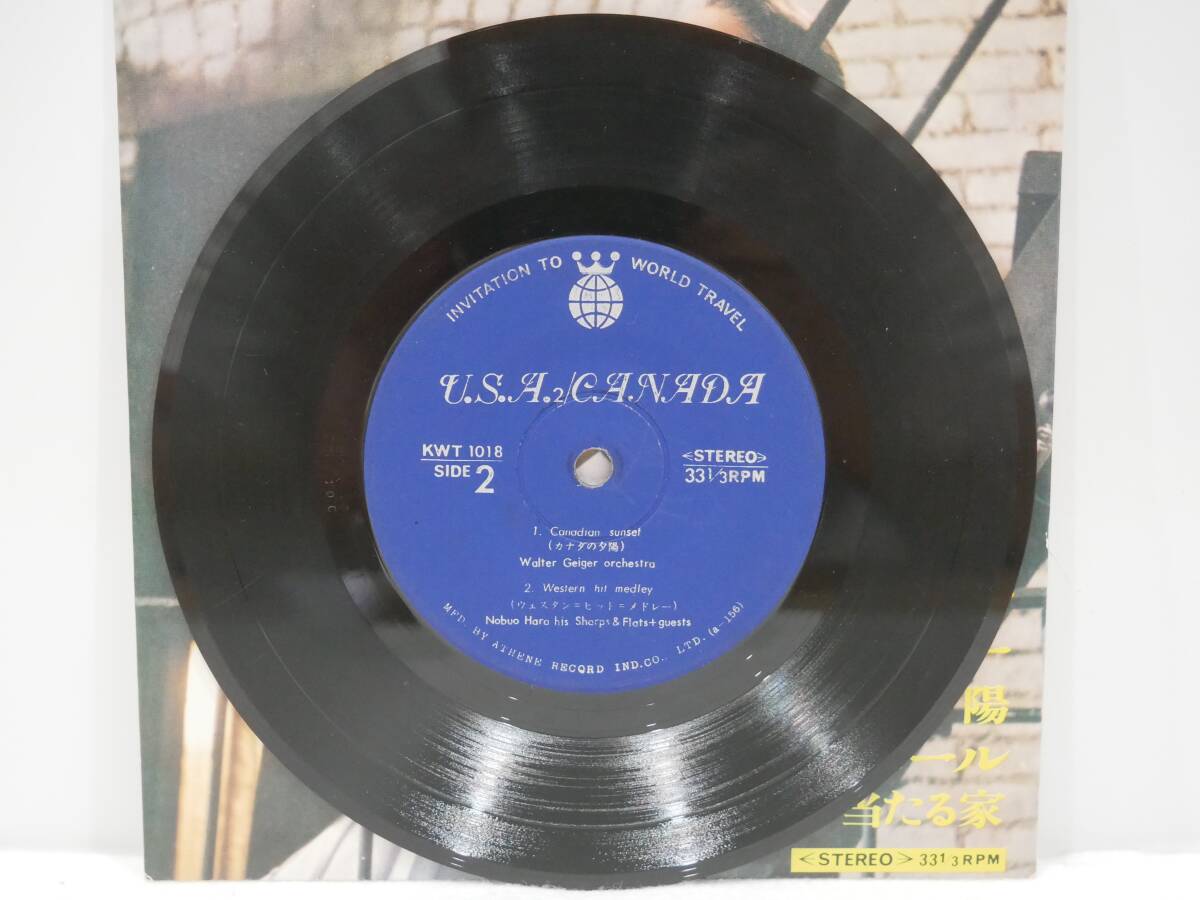 INVITATION TO WORLD TRAVEL
U.S.A.2/CANADA
KWT 1018
SIDE 2
<STEREO>
33 1/3 RPM
1. Canadian sunset
(カナダの夕陽)
Walter Geiger orchestra
2. Western hit medley
(ウェスタン=ヒット=メドレー)
Nobuo Hara his Sharps & Flats+guests
MFD. BY ATHENE RECORD IND.CO., LTD. (a-156)
ー
陽
ール
当たる家
<STEREO> 33 1/3 RPM